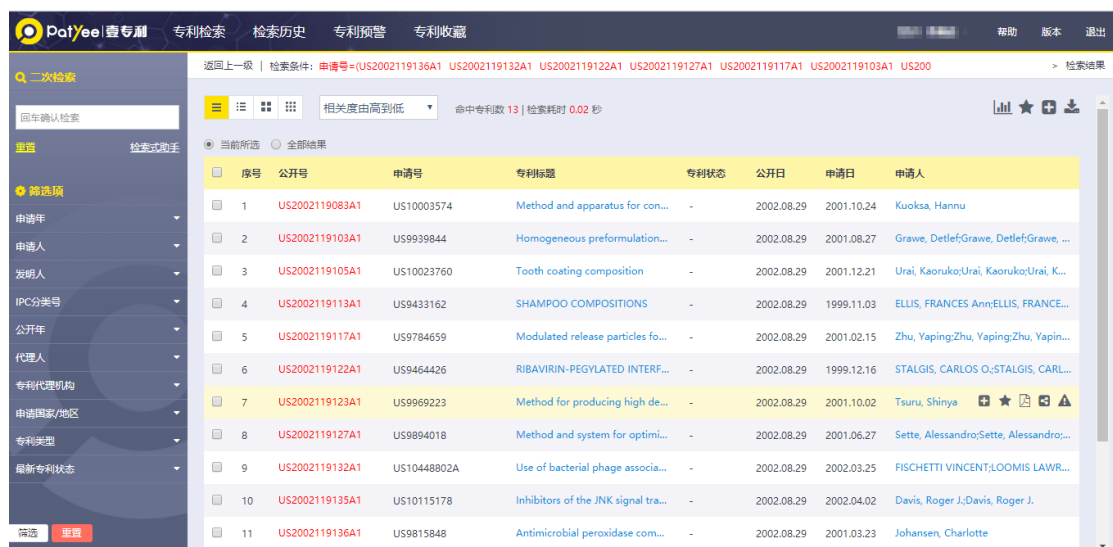 Patyee 壹专利 专利检索 检索历史 专利预警 专利收藏 帮助 版本 退出
二次检索
返回上一级 | 检索条件：申请号=(US2002119136A1 US2002119132A1 US2002119122A1 US2002119127A1 US2002119117A1 US2002119103A1 US200 > 检索结果
回车确认检索
重置 检索式助手
筛选项
申请年
申请人
发明人
IPC分类号
公开年
代理人
专利代理机构
申请国家/地区
专利类型
最新专利状态
筛选 重置
相关度由高到低 命中专利数 13 | 检索耗时 0.02 秒
当前所选 全部结果
序号 公开号 申请号 专利标题 专利状态 公开日 申请日 申请人
1 US2002119083A1 US10003574 Method and apparatus for con... - 2002.08.29 2001.10.24 Kuoksa, Hannu
2 US2002119103A1 US9939844 Homogeneous preformulation... - 2002.08.29 2001.08.27 Grawe, Detlef;Grawe, Detlef;Grawe, ...
3 US2002119105A1 US10023760 Tooth coating composition - 2002.08.29 2001.12.21 Urai, Kaoruko;Urai, Kaoruko;Urai, K...
4 US2002119113A1 US9433162 SHAMPOO COMPOSITIONS - 2002.08.29 1999.11.03 ELLIS, FRANCES Ann;ELLIS, FRANCE...
5 US2002119117A1 US9784659 Modulated release particles fo... - 2002.08.29 2001.02.15 Zhu, Yaping;Zhu, Yaping;Zhu, Yapin...
6 US2002119122A1 US9464426 RIBAVIRIN-PEGYLATED INTERF... - 2002.08.29 1999.12.16 STALGIS, CARLOS O.;STALGIS, CARL...
7 US2002119123A1 US9969223 Method for producing high de... - 2002.08.29 2001.10.02 Tsuru, Shinya
8 US2002119127A1 US9894018 Method and system for optimi... - 2002.08.29 2001.06.27 Sette, Alessandro;Sette, Alessandro;...
9 US2002119132A1 US10448802A Use of bacterial phage associa... - 2002.08.29 2002.03.25 FISCHETTI VINCENT;LOOMIS LAWR...
10 US2002119135A1 US10115178 Inhibitors of the JNK signal tra... - 2002.08.29 2002.04.02 Davis, Roger J.;Davis, Roger J.
11 US2002119136A1 US9815848 Antimicrobial peroxidase com... - 2002.08.29 2001.03.23 Johansen, Charlotte